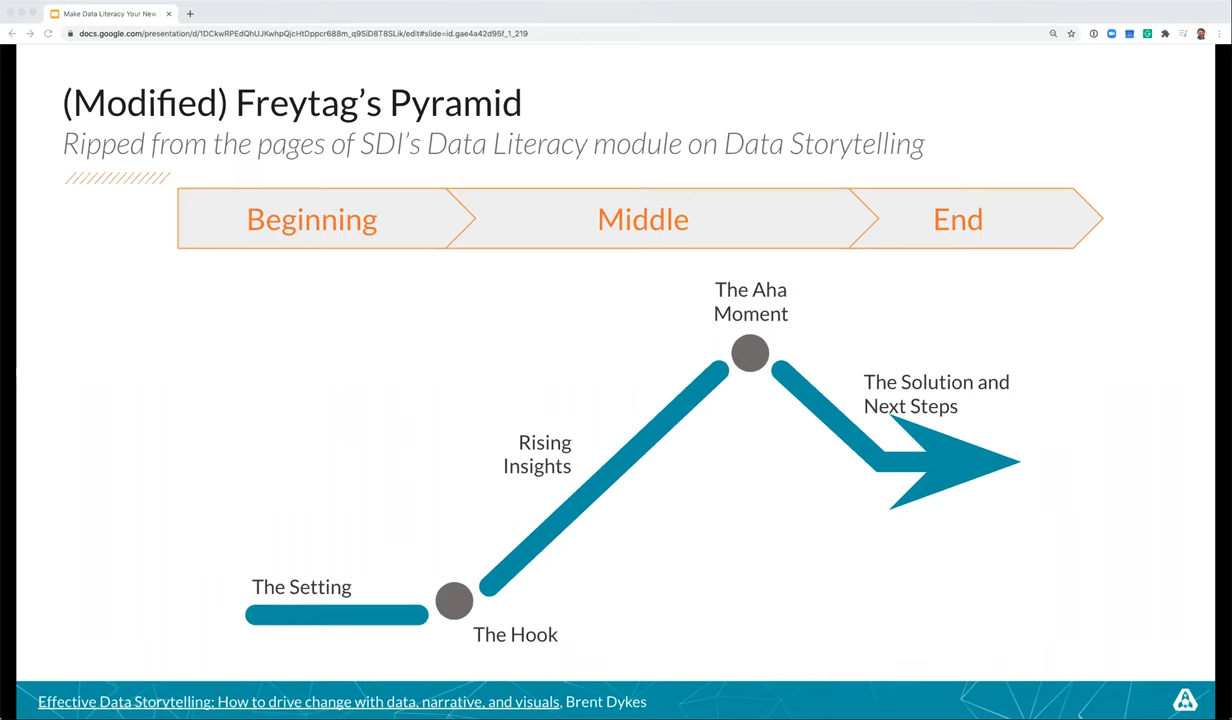 Make Data Literacy Your New
docs.google.com/presentation/d/1DCkwRPEdQhUJKwhpQjcHtDppcr688m_q9SiD8T8SLik/edit#slide=id.gae4a42d95f_1_219
(Modified) Freytag's Pyramid
Ripped from the pages of SDI's Data Literacy module on Data Storytelling
Beginning
Middle
End
The Aha
Moment
The Solution and
Next Steps
Rising
Insights
The Setting
The Hook
Effective Data Storytelling: How to drive change with data, narrative, and visuals, Brent Dykes